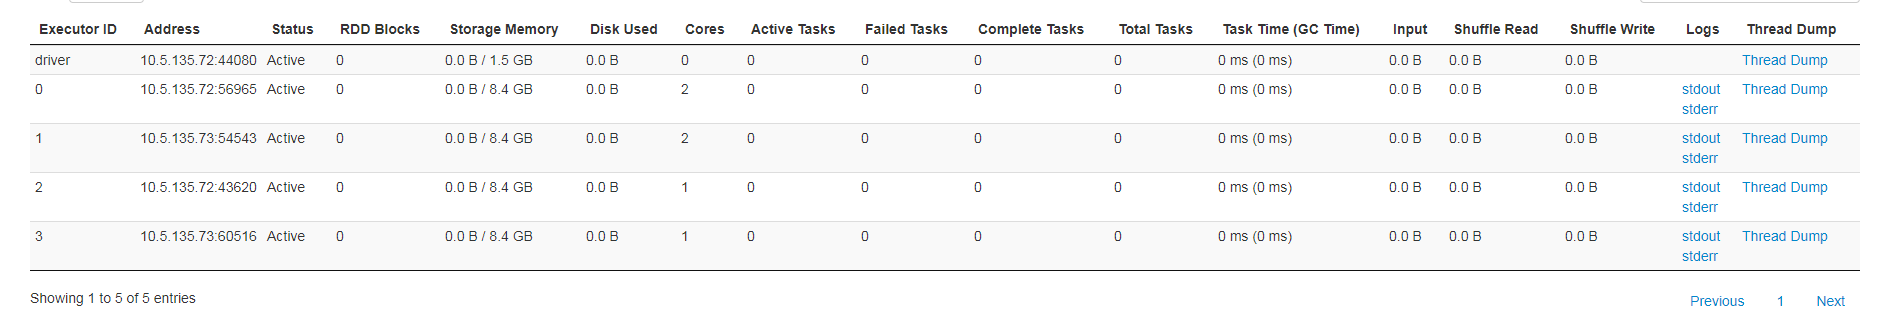 Executor ID Address Status RDD Blocks Storage Memory Disk Used Cores Active Tasks Failed Tasks Complete Tasks Total Tasks Task Time (GC Time) Input Shuffle Read Shuffle Write Logs Thread Dump
driver 10.5.135.72:44080 Active 0 0.0 B / 1.5 GB 0.0 B 0 0 0 0 0 0 ms (0 ms) 0.0 B 0.0 B 0.0 B Thread Dump
0 10.5.135.72:56965 Active 0 0.0 B / 8.4 GB 0.0 B 2 0 0 0 0 0 ms (0 ms) 0.0 B 0.0 B 0.0 B stdout Thread Dump
stderr
1 10.5.135.73:54543 Active 0 0.0 B / 8.4 GB 0.0 B 2 0 0 0 0 0 ms (0 ms) 0.0 B 0.0 B 0.0 B stdout Thread Dump
stderr
2 10.5.135.72:43620 Active 0 0.0 B / 8.4 GB 0.0 B 1 0 0 0 0 0 ms (0 ms) 0.0 B 0.0 B 0.0 B stdout Thread Dump
stderr
3 10.5.135.73:60516 Active 0 0.0 B / 8.4 GB 0.0 B 1 0 0 0 0 0 ms (0 ms) 0.0 B 0.0 B 0.0 B stdout Thread Dump
stderr
Showing 1 to 5 of 5 entries Previous 1 Next